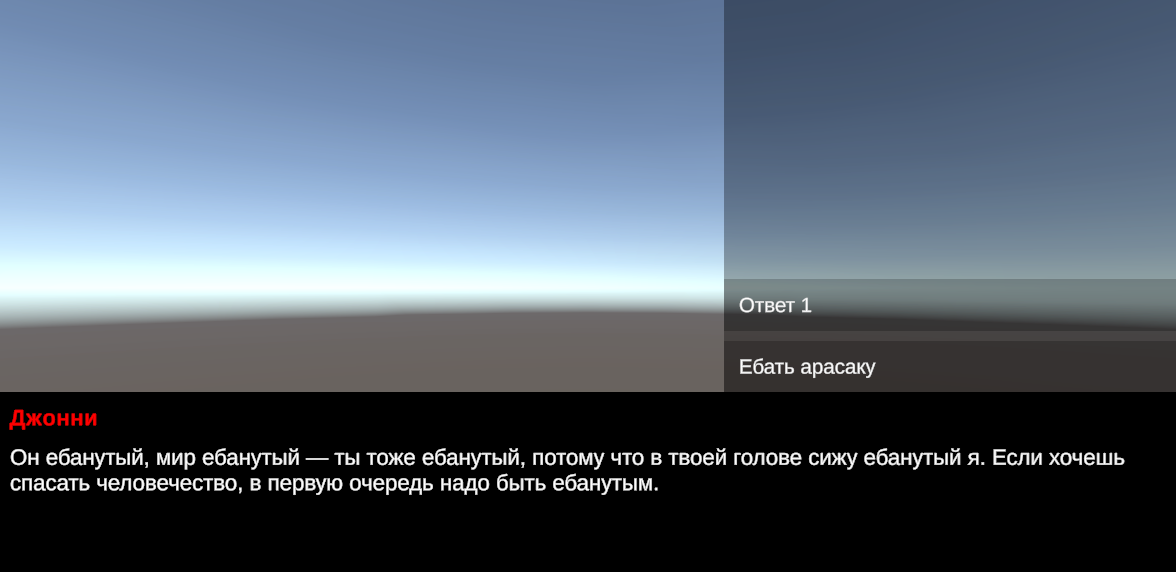 Ответ 1
Ебать арасаку
Джонни
Он ебанутый, мир ебанутый — ты тоже ебанутый, потому что в твоей голове сижу ебанутый я. Если хочешь
спасать человечество, в первую очередь надо быть ебанутым.